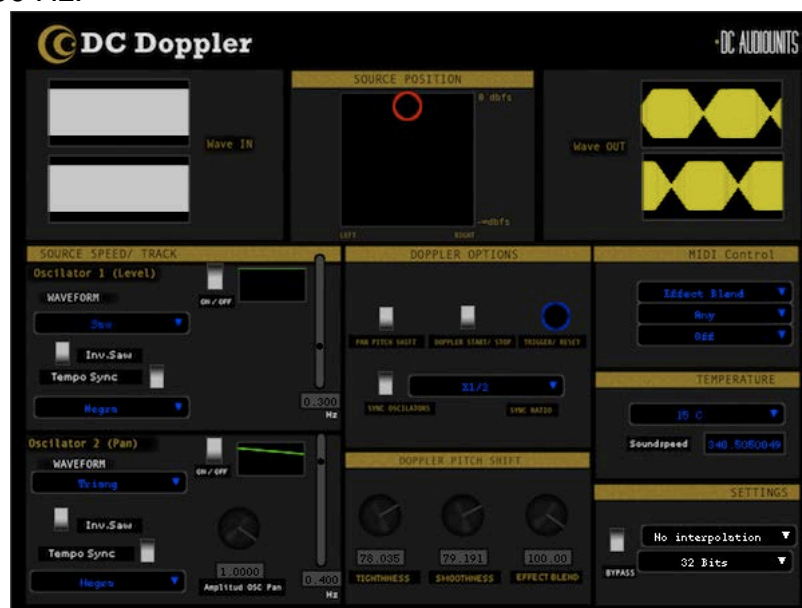 DC Doppler
·DC AUDIOUNITS
SOURCE POSITION
0 dbfs
Wave IN
Wave OUT
-∞dbfs
LEFT RIGHT
SOURCE SPEED/ TRACK
Oscilator 1 (Level)
WAVEFORM
ON / OFF
Saw
Inv.Saw
Tempo Sync
Negra
0.300
Hz
DOPPLER OPTIONS
PAN PITCH SHIFT DOPPLER START/ STOP TRIGGER/ RESET
X1/2
SYNC OSCILATORS SYNC RATIO
MIDI Control
Effect Blend
Any
Off
TEMPERATURE
15 C
Soundspeed 340.5050049
Oscilator 2 (Pan)
WAVEFORM
ON / OFF
Triang
Inv.Saw
Tempo Sync
Negra
1.0000
Amplitud OSC Pan
0.400
Hz
DOPPLER PITCH SHIFT
78.035 79.191 100.00
TIGHTHNESS SHOOTHNESS EFFECT BLEND
SETTINGS
No interpolation
32 Bits
BYPASS